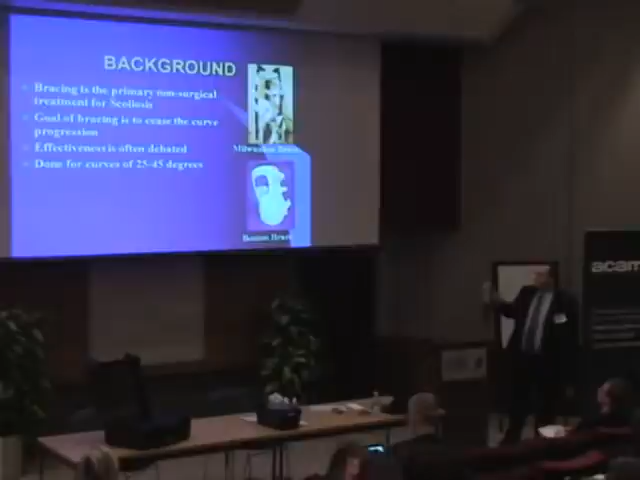 BACKGROUND
Bracing is the primary non-surgical
treatment for Scoliosis
Goal of bracing is to cease the curve
progression
Effectiveness is often debated
Done for curves of 25-45 degrees
Milwaukee Brace
Boston Brace
acam